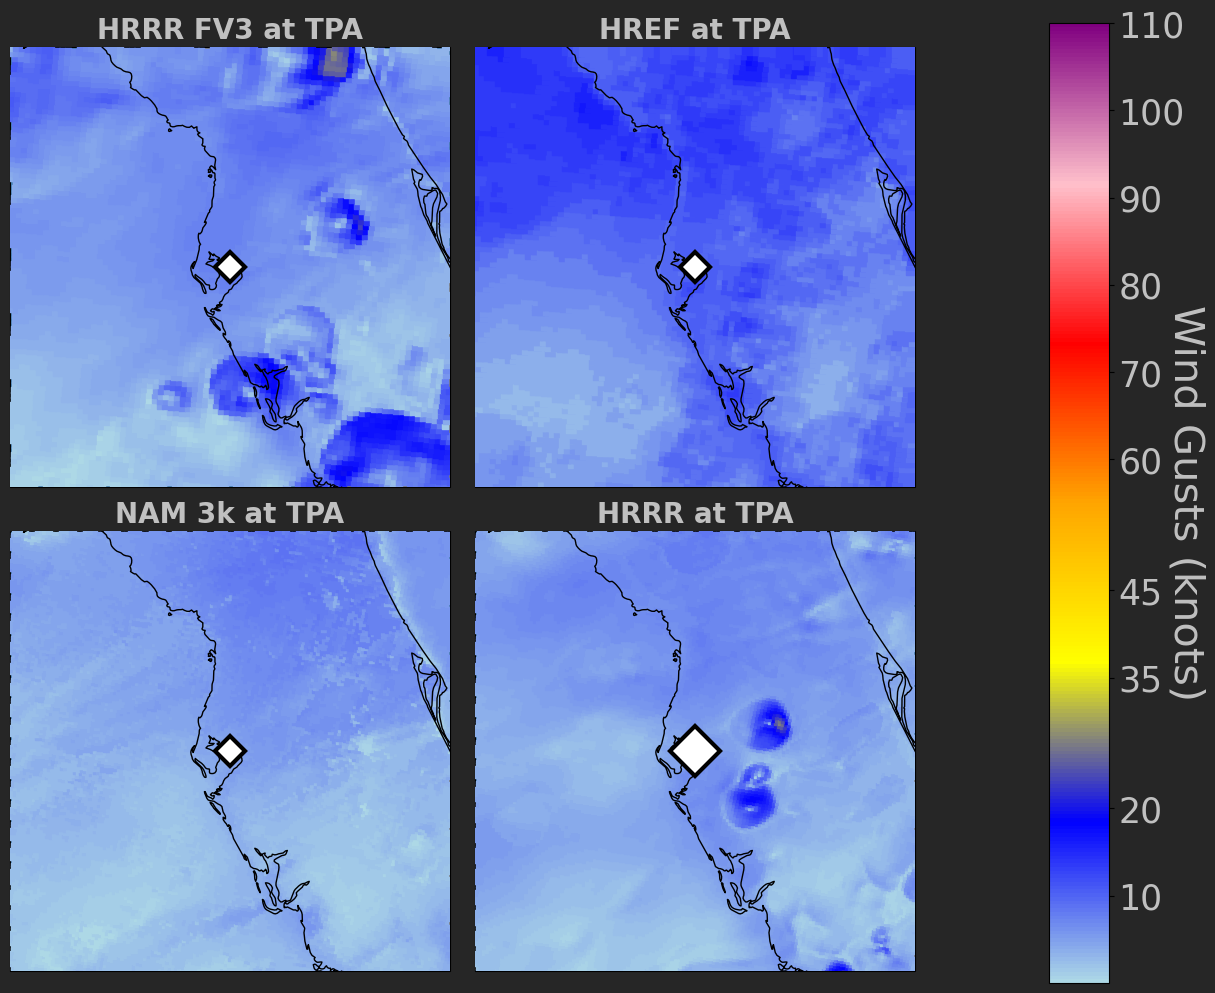 HRRR FV3 at TPA
HREF at TPA
NAM 3k at TPA
HRRR at TPA
110
100
90
80
70
60
45
35
20
10
Wind Gusts (knots)